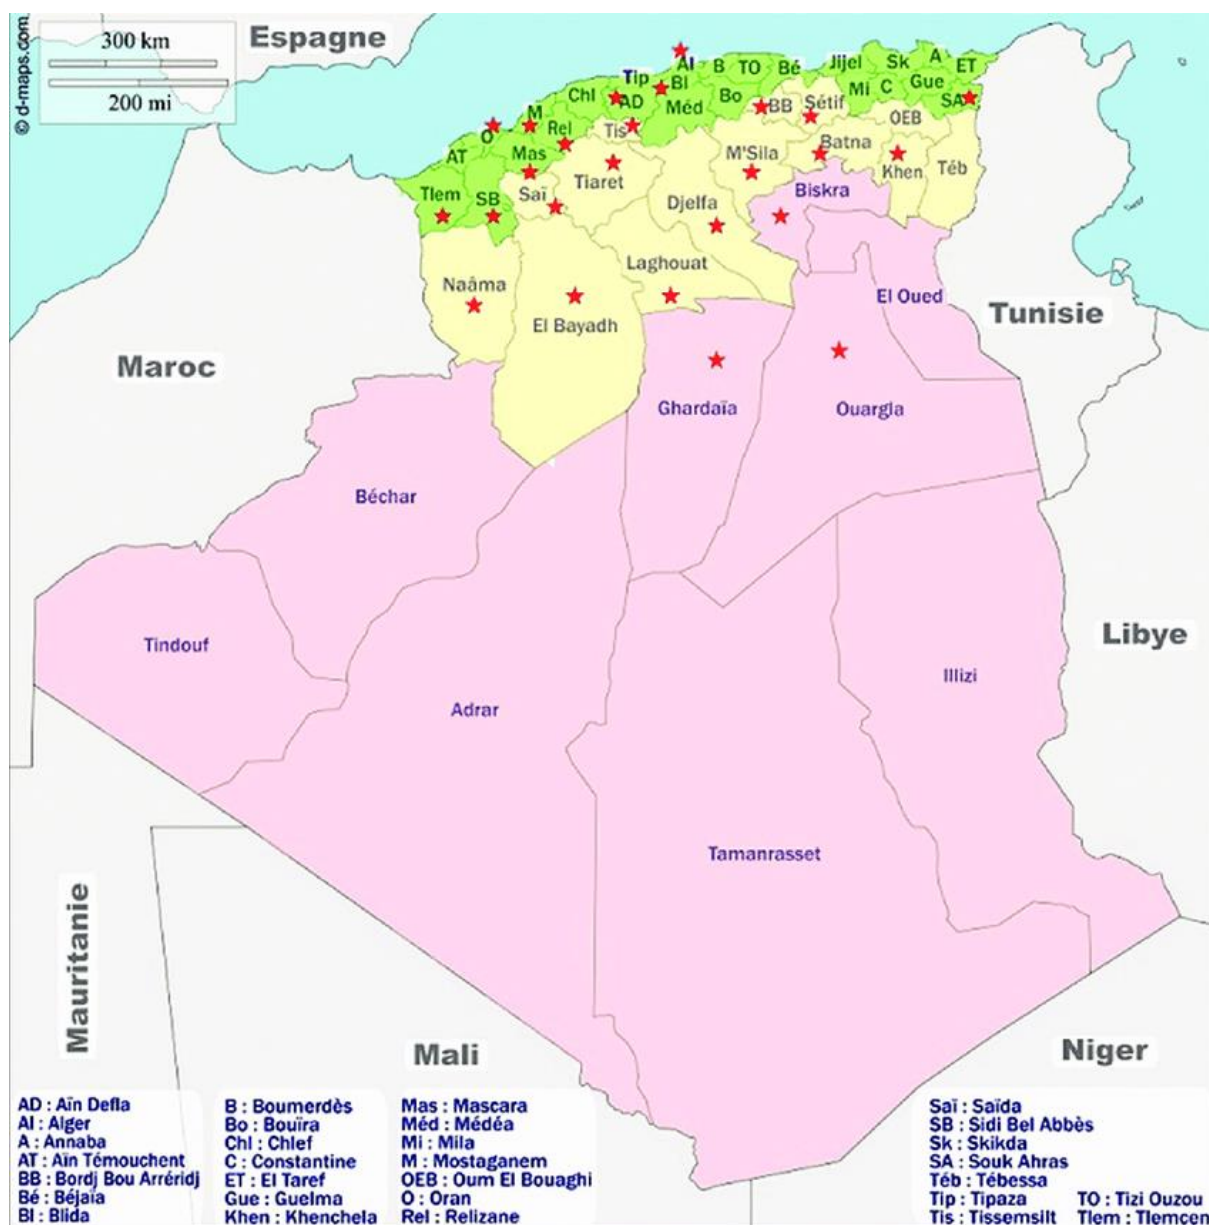 © d-maps.com
300 km
200 mi
Espagne
Al
Tip
Bl
B
TO
Bé
Jijel
Sk
A
ET
Chl
AD
Méd
Bo
BB
Sétif
Mi
C
Gue
SA
O
M
Rel
Tis
OEB
AT
Mas
M'Sila
Batna
Khen
Téb
Tlem
SB
Saï
Tiaret
Djelfa
Biskra
Naâma
El Bayadh
Laghouat
El Oued
Tunisie
Maroc
Ghardaïa
Ouargla
Béchar
Tindouf
Adrar
Illizi
Libye
Tamanrasset
Mauritanie
Mali
Niger
AD : Aïn Defla
Al : Alger
A : Annaba
AT : Aïn Témouchent
BB : Bordj Bou Arréridj
Bé : Béjaïa
Bl : Blida
B : Boumerdès
Bo : Bouïra
Chl : Chlef
C : Constantine
ET : El Taref
Gue : Guelma
Khen : Khenchela
Mas : Mascara
Méd : Médéa
Mi : Mila
M : Mostaganem
OEB : Oum El Bouaghi
O : Oran
Rel : Relizane
Saï : Saïda
SB : Sidi Bel Abbès
Sk : Skikda
SA : Souk Ahras
Téb : Tébessa
Tip : Tipaza
Tis : Tissemsilt
TO : Tizi Ouzou
Tlem : Tlemcen